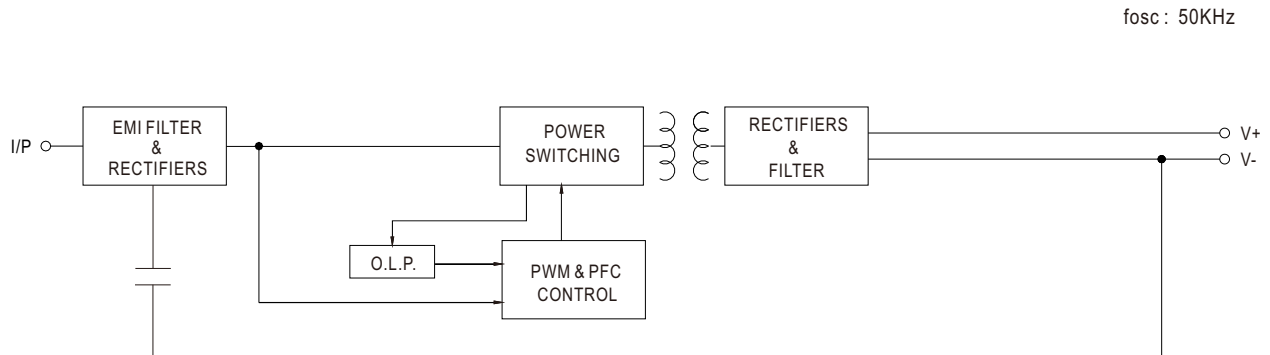 fosc : 50KHz
I/P
EMI FILTER
&
RECTIFIERS
POWER
SWITCHING
RECTIFIERS
&
FILTER
V+
V-
O.L.P.
PWM & PFC
CONTROL